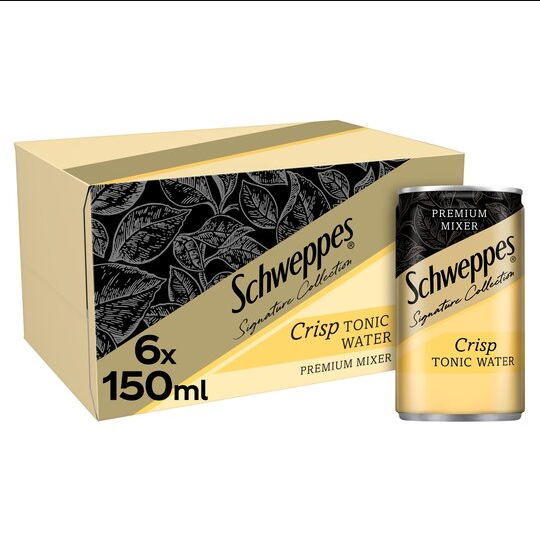 Schweppes®
Signature Collection
Crisp TONIC
WATER
PREMIUM MIXER
6x
150ml
PREMIUM
MIXER
Schweppes®
Signature Collection
Crisp
TONIC WATER